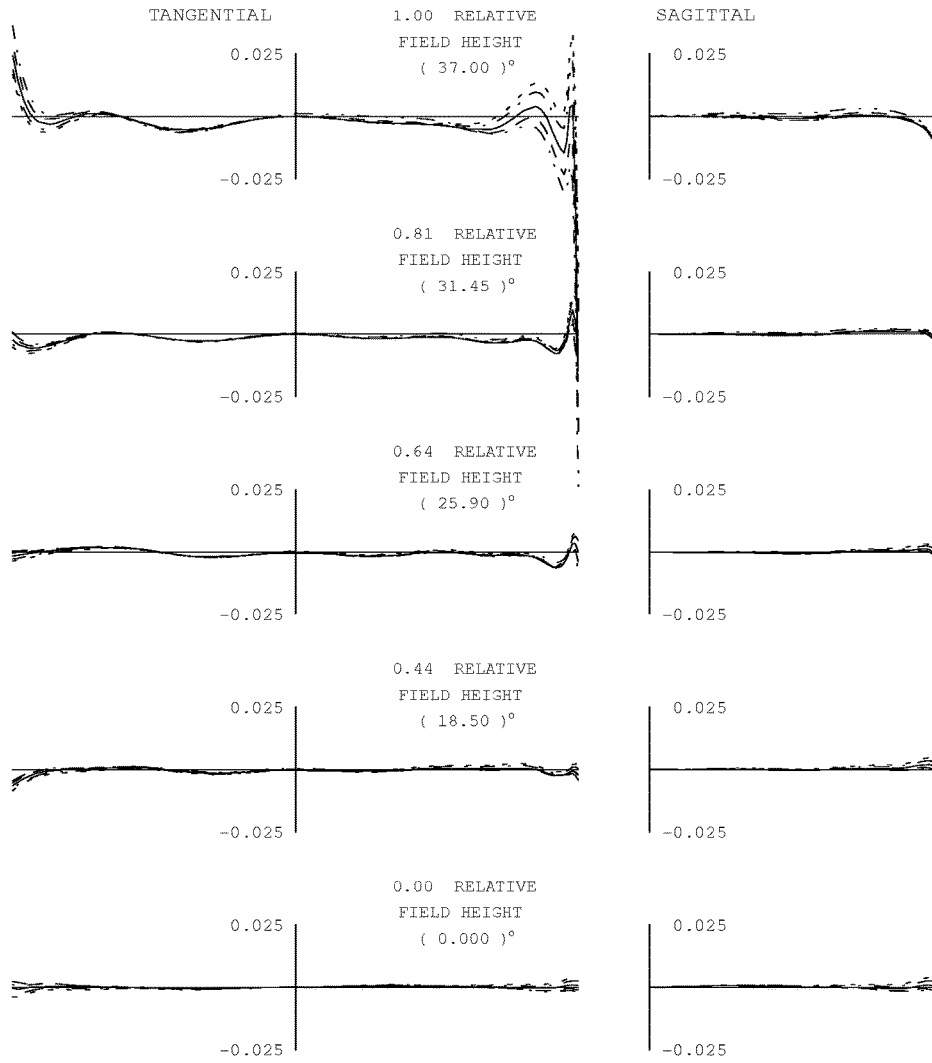 TANGENTIAL 1.00 RELATIVE SAGITTAL
FIELD HEIGHT
0.025 ( 37.00 )° 0.025
-0.025 -0.025
0.81 RELATIVE
FIELD HEIGHT
0.025 ( 31.45 )° 0.025
-0.025 -0.025
0.64 RELATIVE
FIELD HEIGHT
0.025 ( 25.90 )° 0.025
-0.025 -0.025
0.44 RELATIVE
FIELD HEIGHT
0.025 ( 18.50 )° 0.025
-0.025 -0.025
0.00 RELATIVE
FIELD HEIGHT
0.025 ( 0.000 )° 0.025
-0.025 -0.025